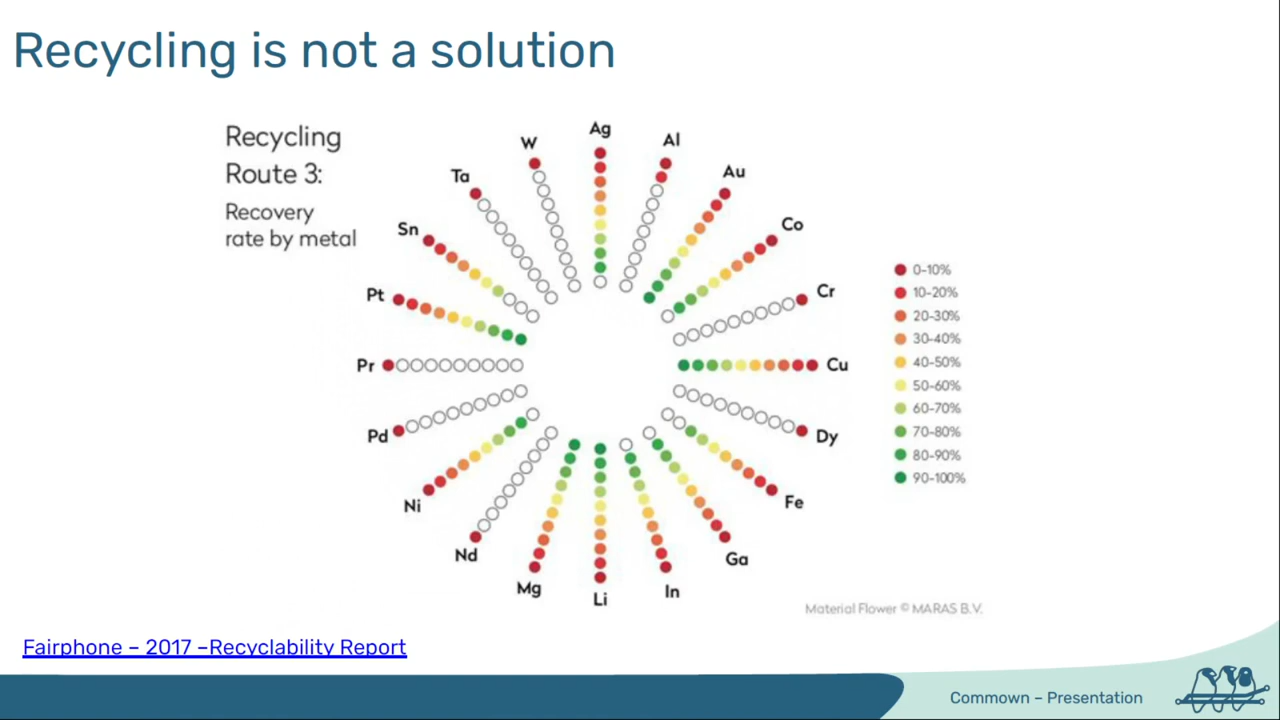 Recycling is not a solution
Recycling
Route 3:
Recovery
rate by metal
Ag
Al
Au
Co
Cr
Cu
Dy
Fe
Ga
In
Li
Mg
Nd
Ni
Pd
Pr
Pt
Sn
Ta
W
0-10%
10-20%
20-30%
30-40%
40-50%
50-60%
60-70%
70-80%
80-90%
90-100%
Material Flower © MARAS B.V.
Fairphone – 2017 –Recyclability Report
Commown – Presentation